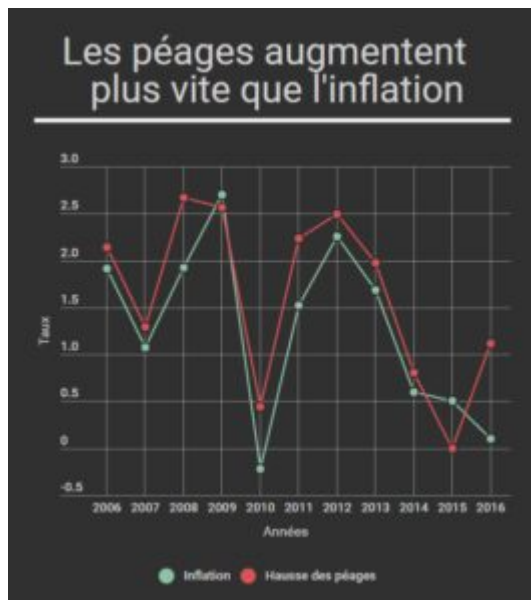 Les péages augmentent
plus vite que l'inflation
3.0
2.5
2.0
1.5
1.0
0.5
0
-0.5
Taux
2006 2007 2008 2009 2010 2011 2012 2013 2014 2015 2016
Années
Inflation Hausse des péages